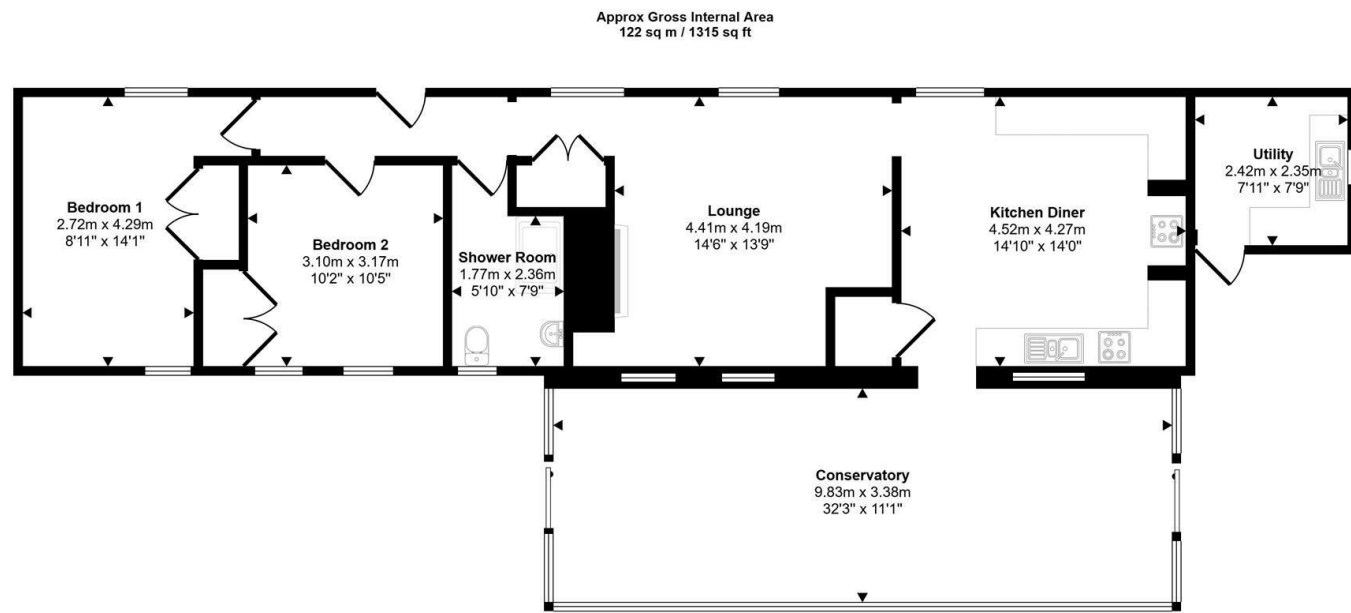 Approx Gross Internal Area
122 sq m / 1315 sq ft
Bedroom 1
2.72m x 4.29m
8'11" x 14'1"
Bedroom 2
3.10m x 3.17m
10'2" x 10'5"
Shower Room
1.77m x 2.36m
5'10" x 7'9"
Lounge
4.41m x 4.19m
14'6" x 13'9"
Kitchen Diner
4.52m x 4.27m
14'10" x 14'0"
Utility
2.42m x 2.35m
7'11" x 7'9"
Conservatory
9.83m x 3.38m
32'3" x 11'1"